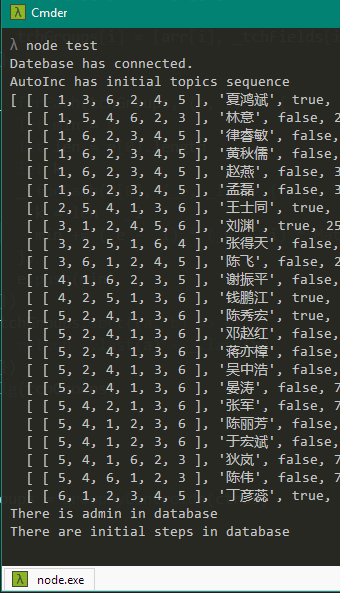 Cmder
λ node test
Datebase has connected.
AutoInc has initial topics sequence
[ [ [ 1, 3, 6, 2, 4, 5 ], '夏鸿斌', true,
[ [ 1, 5, 4, 6, 2, 3 ], '林意', false, 2
[ [ 1, 6, 2, 3, 4, 5 ], '律睿敏', false,
[ [ 1, 6, 2, 3, 4, 5 ], '黄秋儒', false,
[ [ 1, 6, 2, 3, 4, 5 ], '赵燕', false, 3
[ [ 1, 6, 2, 3, 4, 5 ], '孟磊', false, 3
[ [ 2, 5, 4, 1, 3, 6 ], '王士同', true,
[ [ 3, 1, 2, 4, 5, 6 ], '刘渊', true, 25
[ [ 3, 2, 5, 1, 6, 4 ], '张得天', false,
[ [ 3, 6, 1, 2, 4, 5 ], '陈飞', false, 2
[ [ 4, 1, 6, 2, 3, 5 ], '谢振平', false,
[ [ 4, 2, 5, 1, 3, 6 ], '钱鹏江', true,
[ [ 5, 2, 4, 1, 3, 6 ], '陈秀宏', true,
[ [ 5, 2, 4, 1, 3, 6 ], '邓赵红', false,
[ [ 5, 2, 4, 1, 3, 6 ], '蒋亦樟', false,
[ [ 5, 2, 4, 1, 3, 6 ], '吴中浩', false,
[ [ 5, 2, 4, 1, 3, 6 ], '晏涛', false, 7
[ [ 5, 4, 2, 1, 3, 6 ], '张军', false, 7
[ [ 5, 4, 1, 2, 3, 6 ], '陈丽芳', false,
[ [ 5, 4, 1, 2, 3, 6 ], '于宏斌', false,
[ [ 5, 4, 1, 6, 2, 3 ], '狄岚', false, 7
[ [ 5, 4, 6, 1, 2, 3 ], '陈伟', false, 7
[ [ 6, 1, 2, 3, 4, 5 ], '丁彦蕊', true,
There is admin in database
There are initial steps in database
λ node.exe